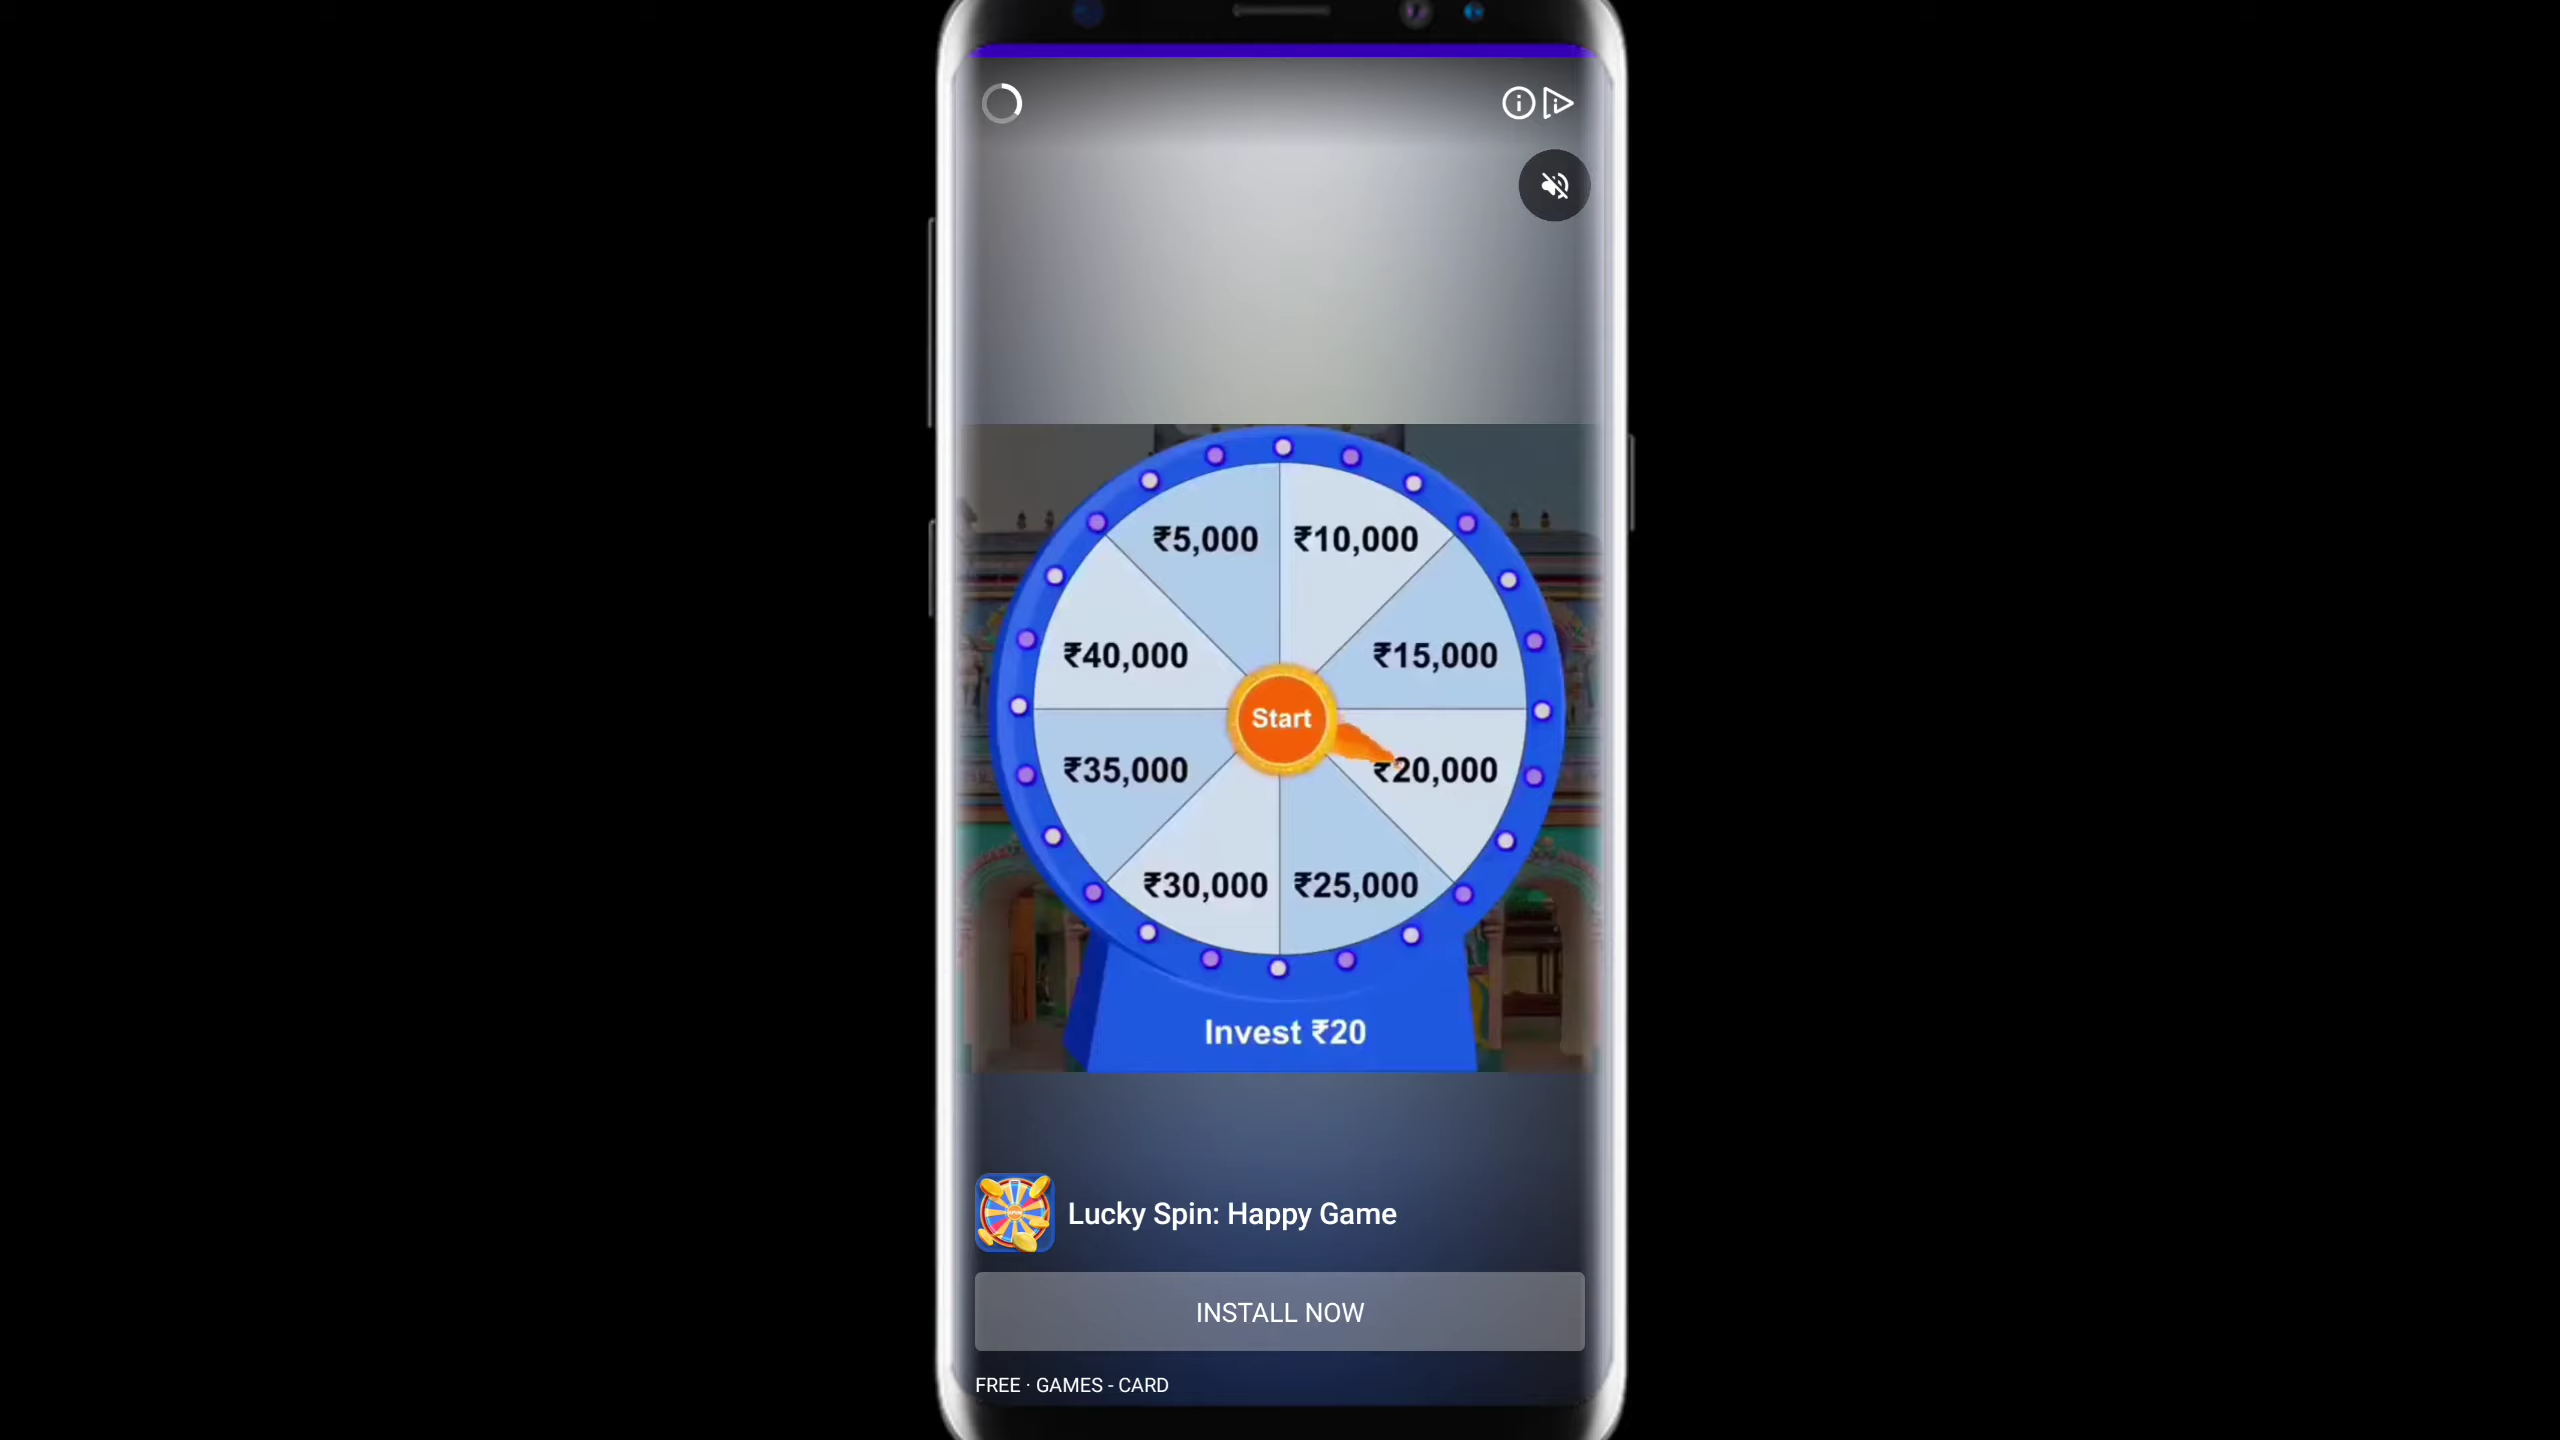 ₹5,000 ₹10,000
₹40,000 ₹15,000
Start
₹35,000 ₹20,000
₹30,000 ₹25,000
Invest ₹20
Lucky Spin: Happy Game
INSTALL NOW
FREE · GAMES - CARD